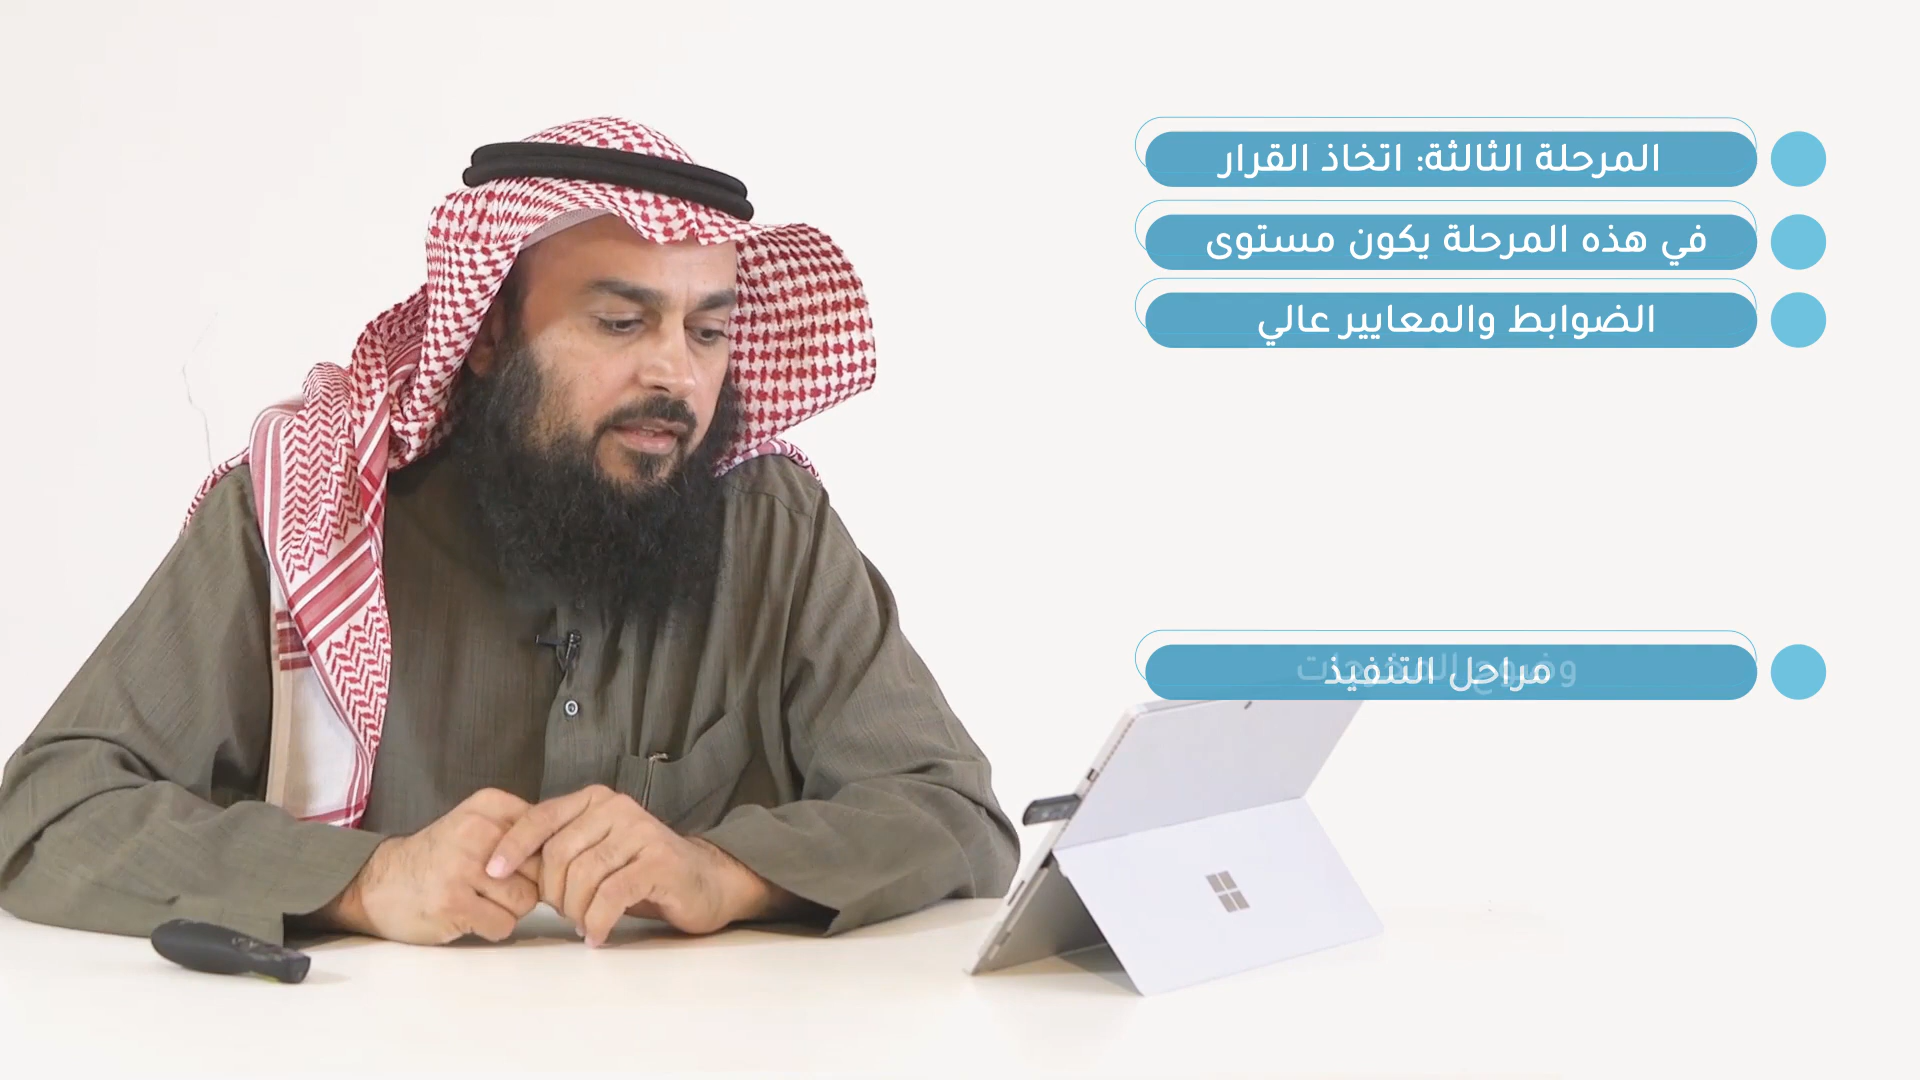 المرحلة الثالثة: اتخاذ القرار
في هذه المرحلة يكون مستوى
الضوابط والمعايير عالي
مراحل التنفيذ